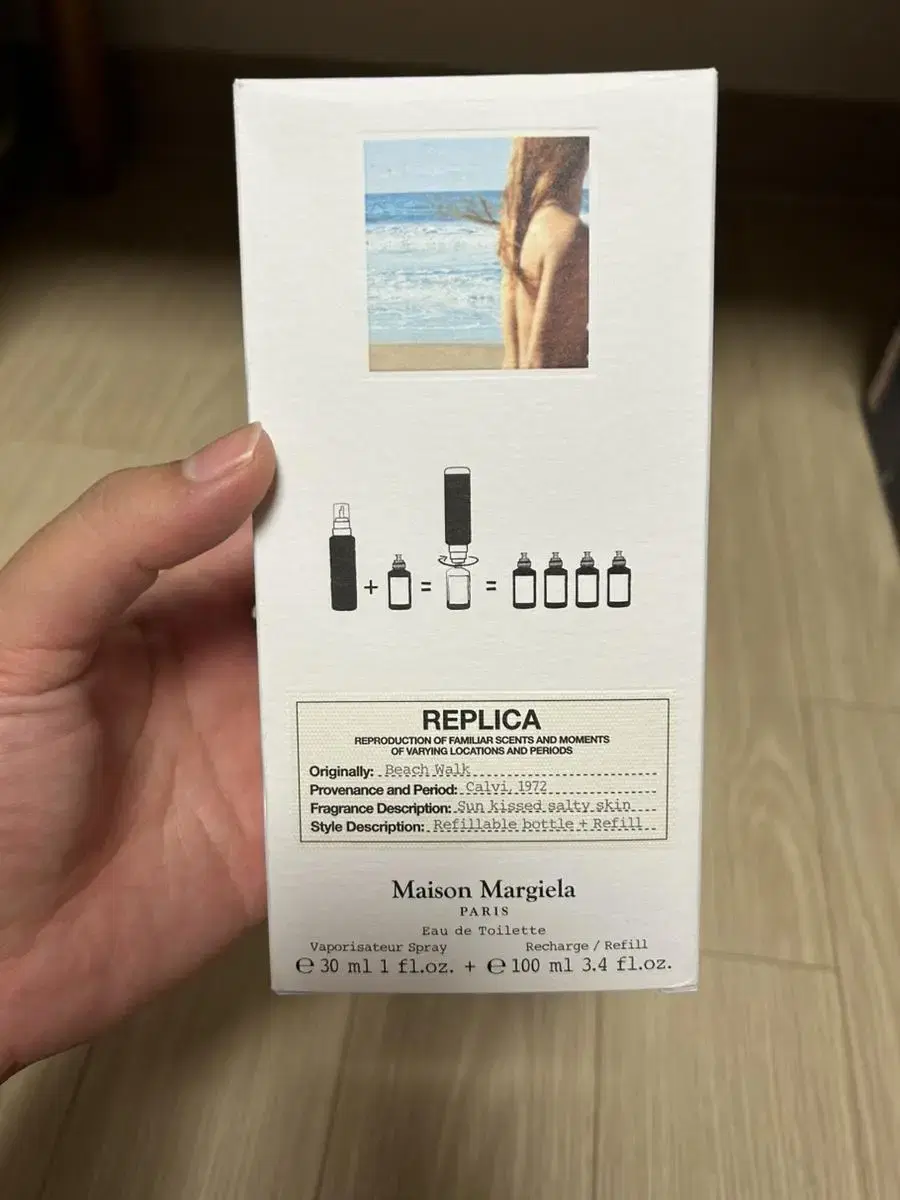 + = =
REPLICA
REPRODUCTION OF FAMILIAR SCENTS AND MOMENTS
OF VARYING LOCATIONS AND PERIODS
Originally: Beach Walk
Provenance and Period: Calvi, 1972
Fragrance Description: Sun kissed salty skin
Style Description: Refillable bottle + Refill
Maison Margiela
PARIS
Eau de Toilette
Vaporisateur Spray Recharge / Refill
℮ 30 ml 1 fl.oz. + ℮ 100 ml 3.4 fl.oz.